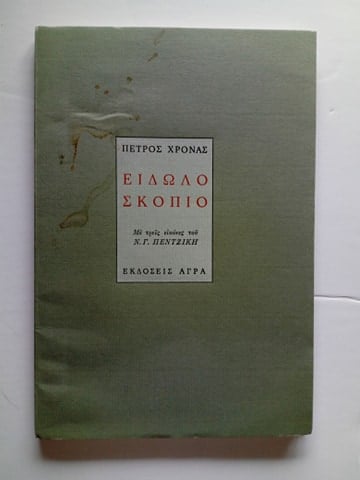 ΠΕΤΡΟΣ ΧΡΟΝΑΣ
ΕΙΔΩΛΟ
ΣΚΟΠΙΟ
Μὲ τρεῖς εἰκόνες τοῦ
Ν. Γ. ΠΕΝΤΖΙΚΗ
ΕΚΔΟΣΕΙΣ ΑΓΡΑ